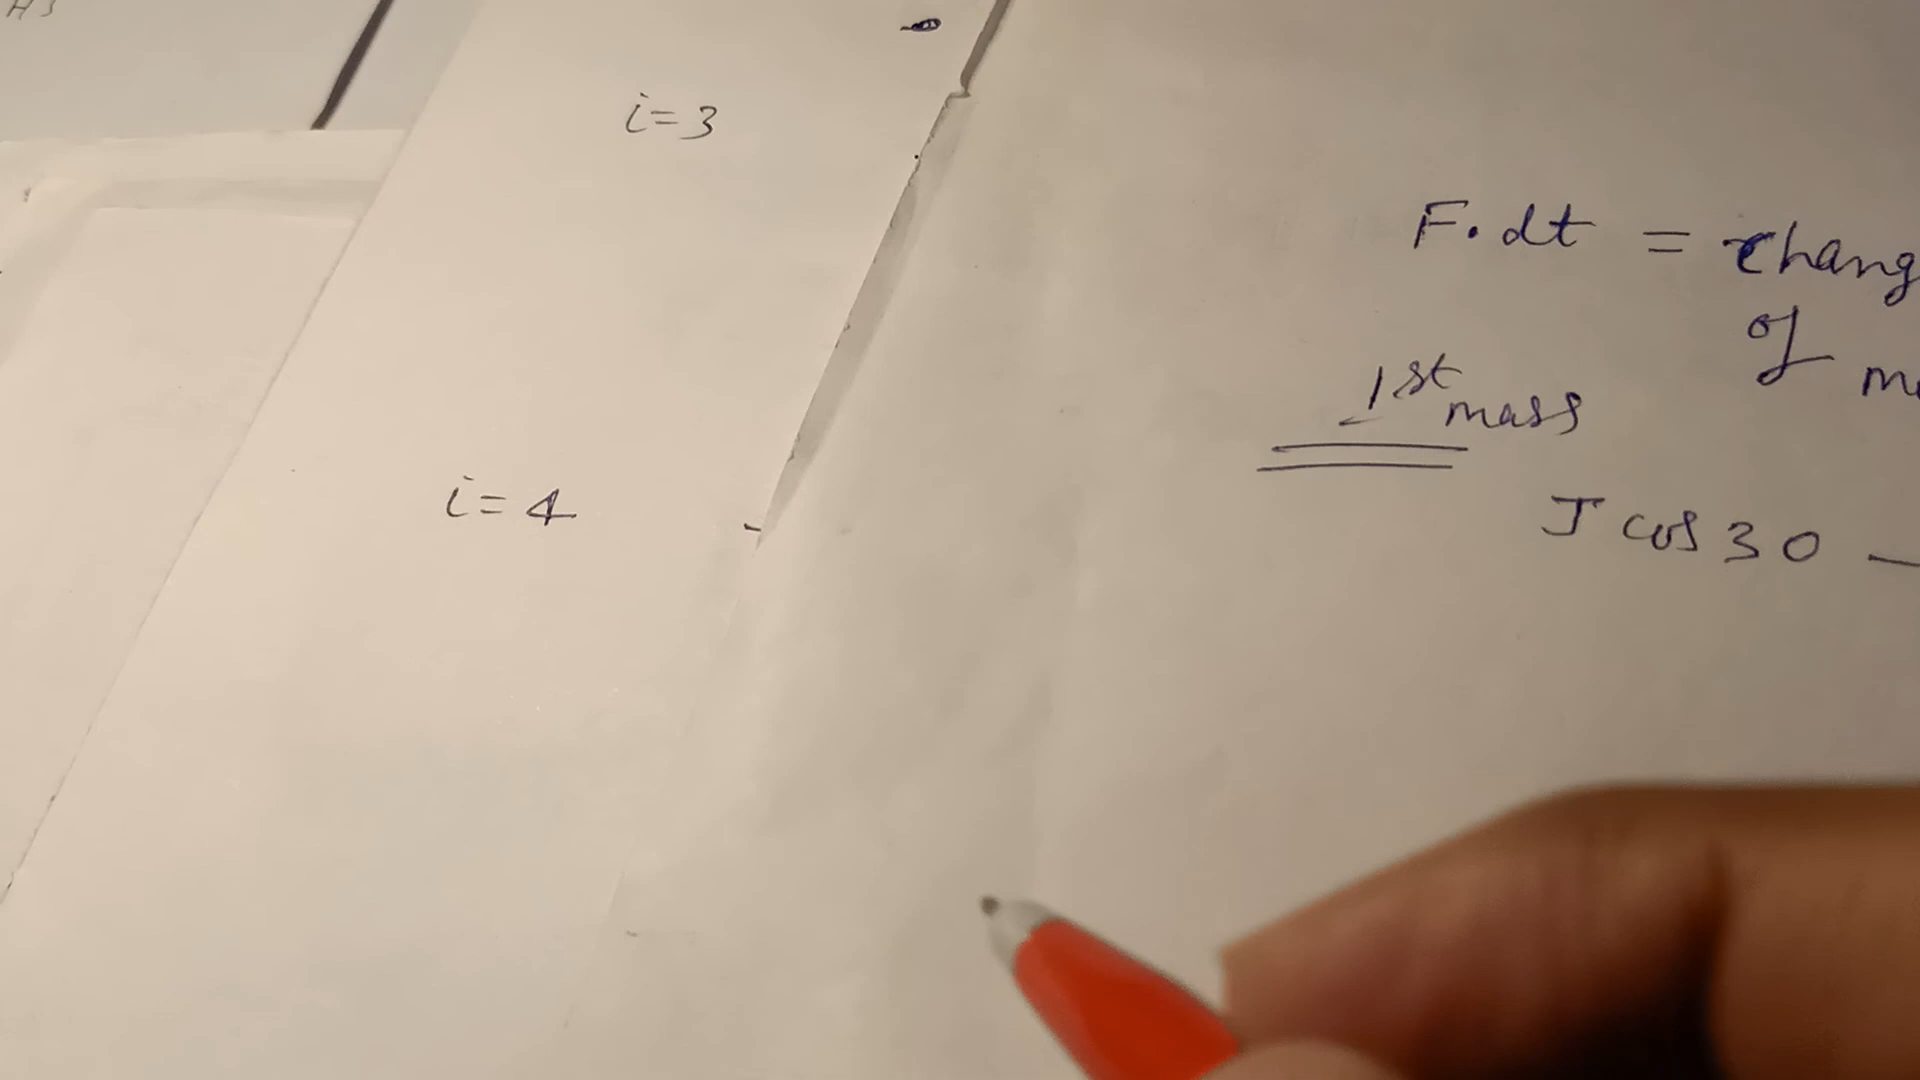 i=3
i=4
F.dt = chang
of
1st mass
J cos 30 —